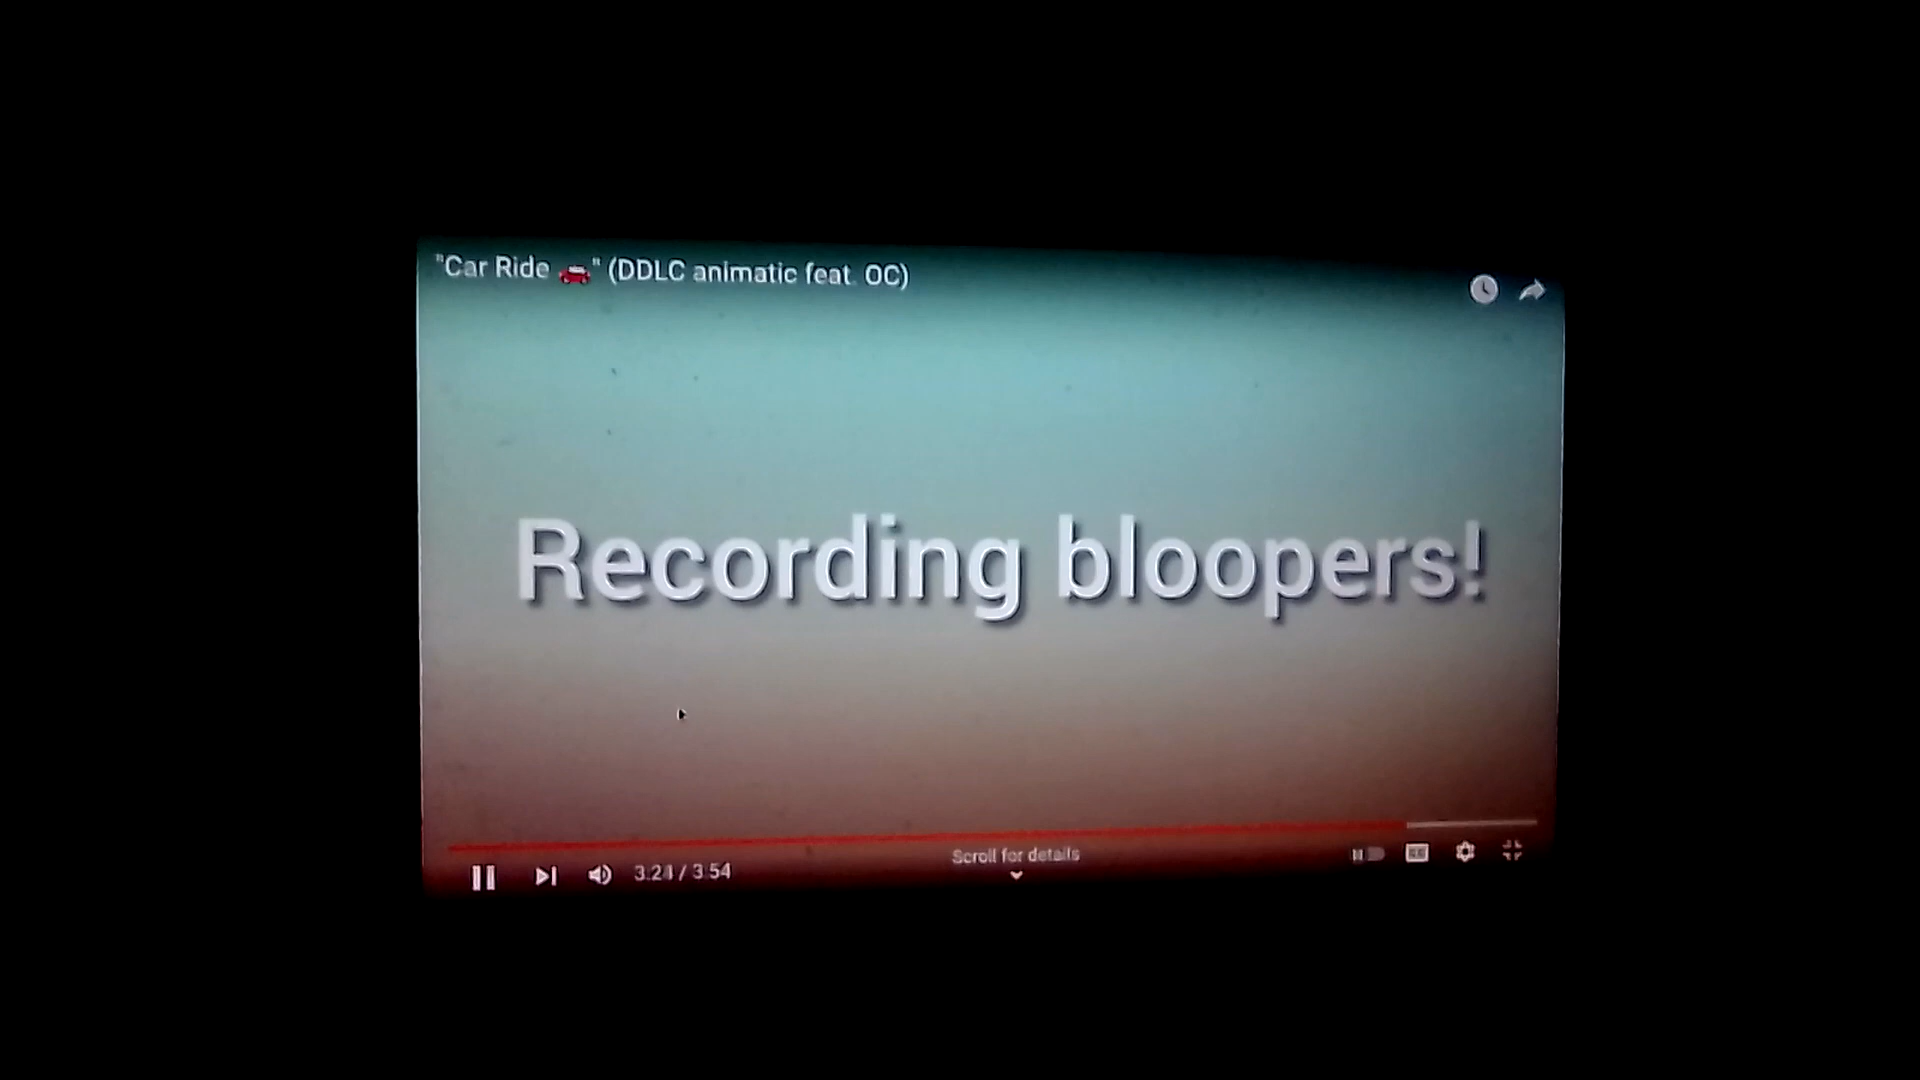 "Car Ride 🚗" (DDLC animatic feat. OC)
Recording bloopers!
3:24 / 3:54
Scroll for details